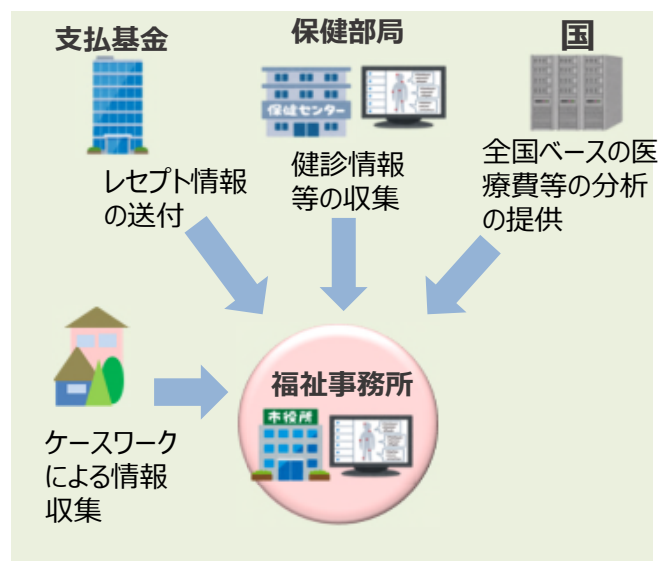 支払基金
保健部局
国
保健センター
レセプト情報
の送付
健診情報
等の収集
全国ベースの医
療費等の分析
の提供
福祉事務所
市役所
ケースワーク
による情報
収集